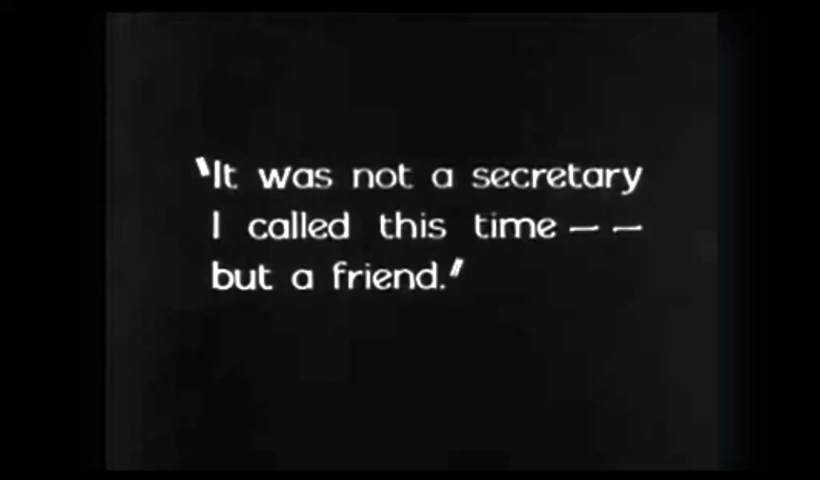 "It was not a secretary
I called this time — —
but a friend."